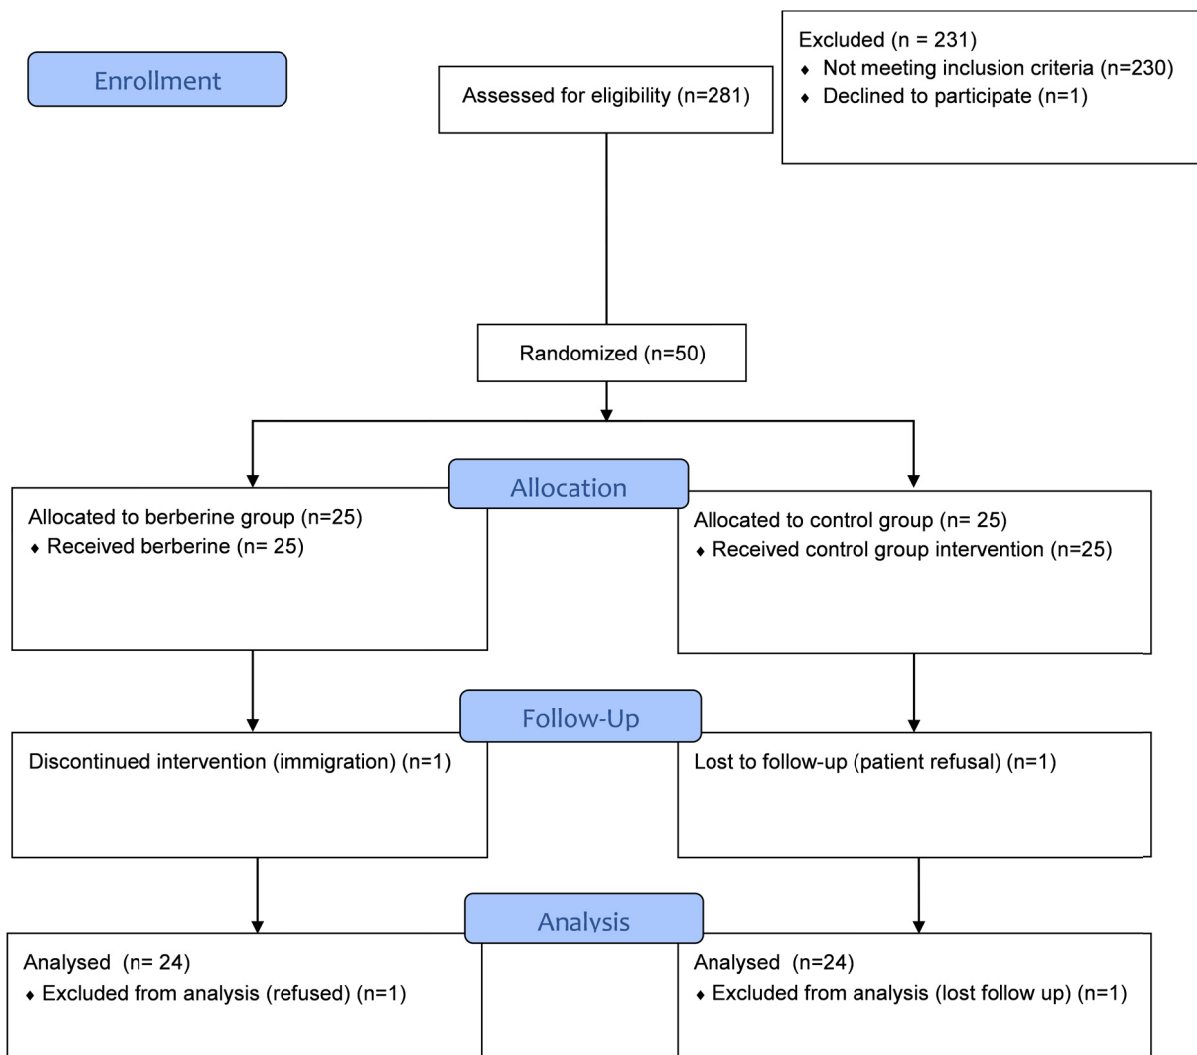 Enrollment
Assessed for eligibility (n=281)
Excluded (n = 231)
♦ Not meeting inclusion criteria (n=230)
♦ Declined to participate (n=1)
Randomized (n=50)
Allocation
Allocated to berberine group (n=25)
♦ Received berberine (n= 25)
Allocated to control group (n= 25)
♦ Received control group intervention (n=25)
Follow-Up
Discontinued intervention (immigration) (n=1)
Lost to follow-up (patient refusal) (n=1)
Analysis
Analysed (n= 24)
♦ Excluded from analysis (refused) (n=1)
Analysed (n=24)
♦ Excluded from analysis (lost follow up) (n=1)